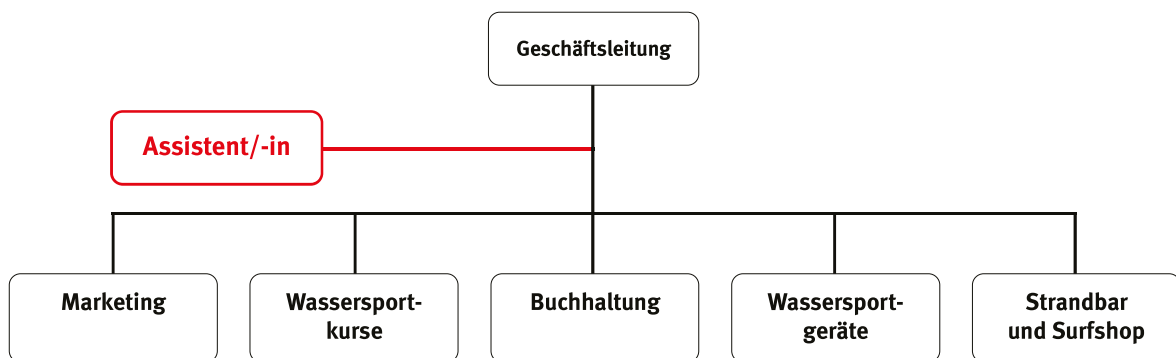 Geschäftsleitung
Assistent/-in
Marketing
Wassersport-
kurse
Buchhaltung
Wassersport-
geräte
Strandbar
und Surfshop